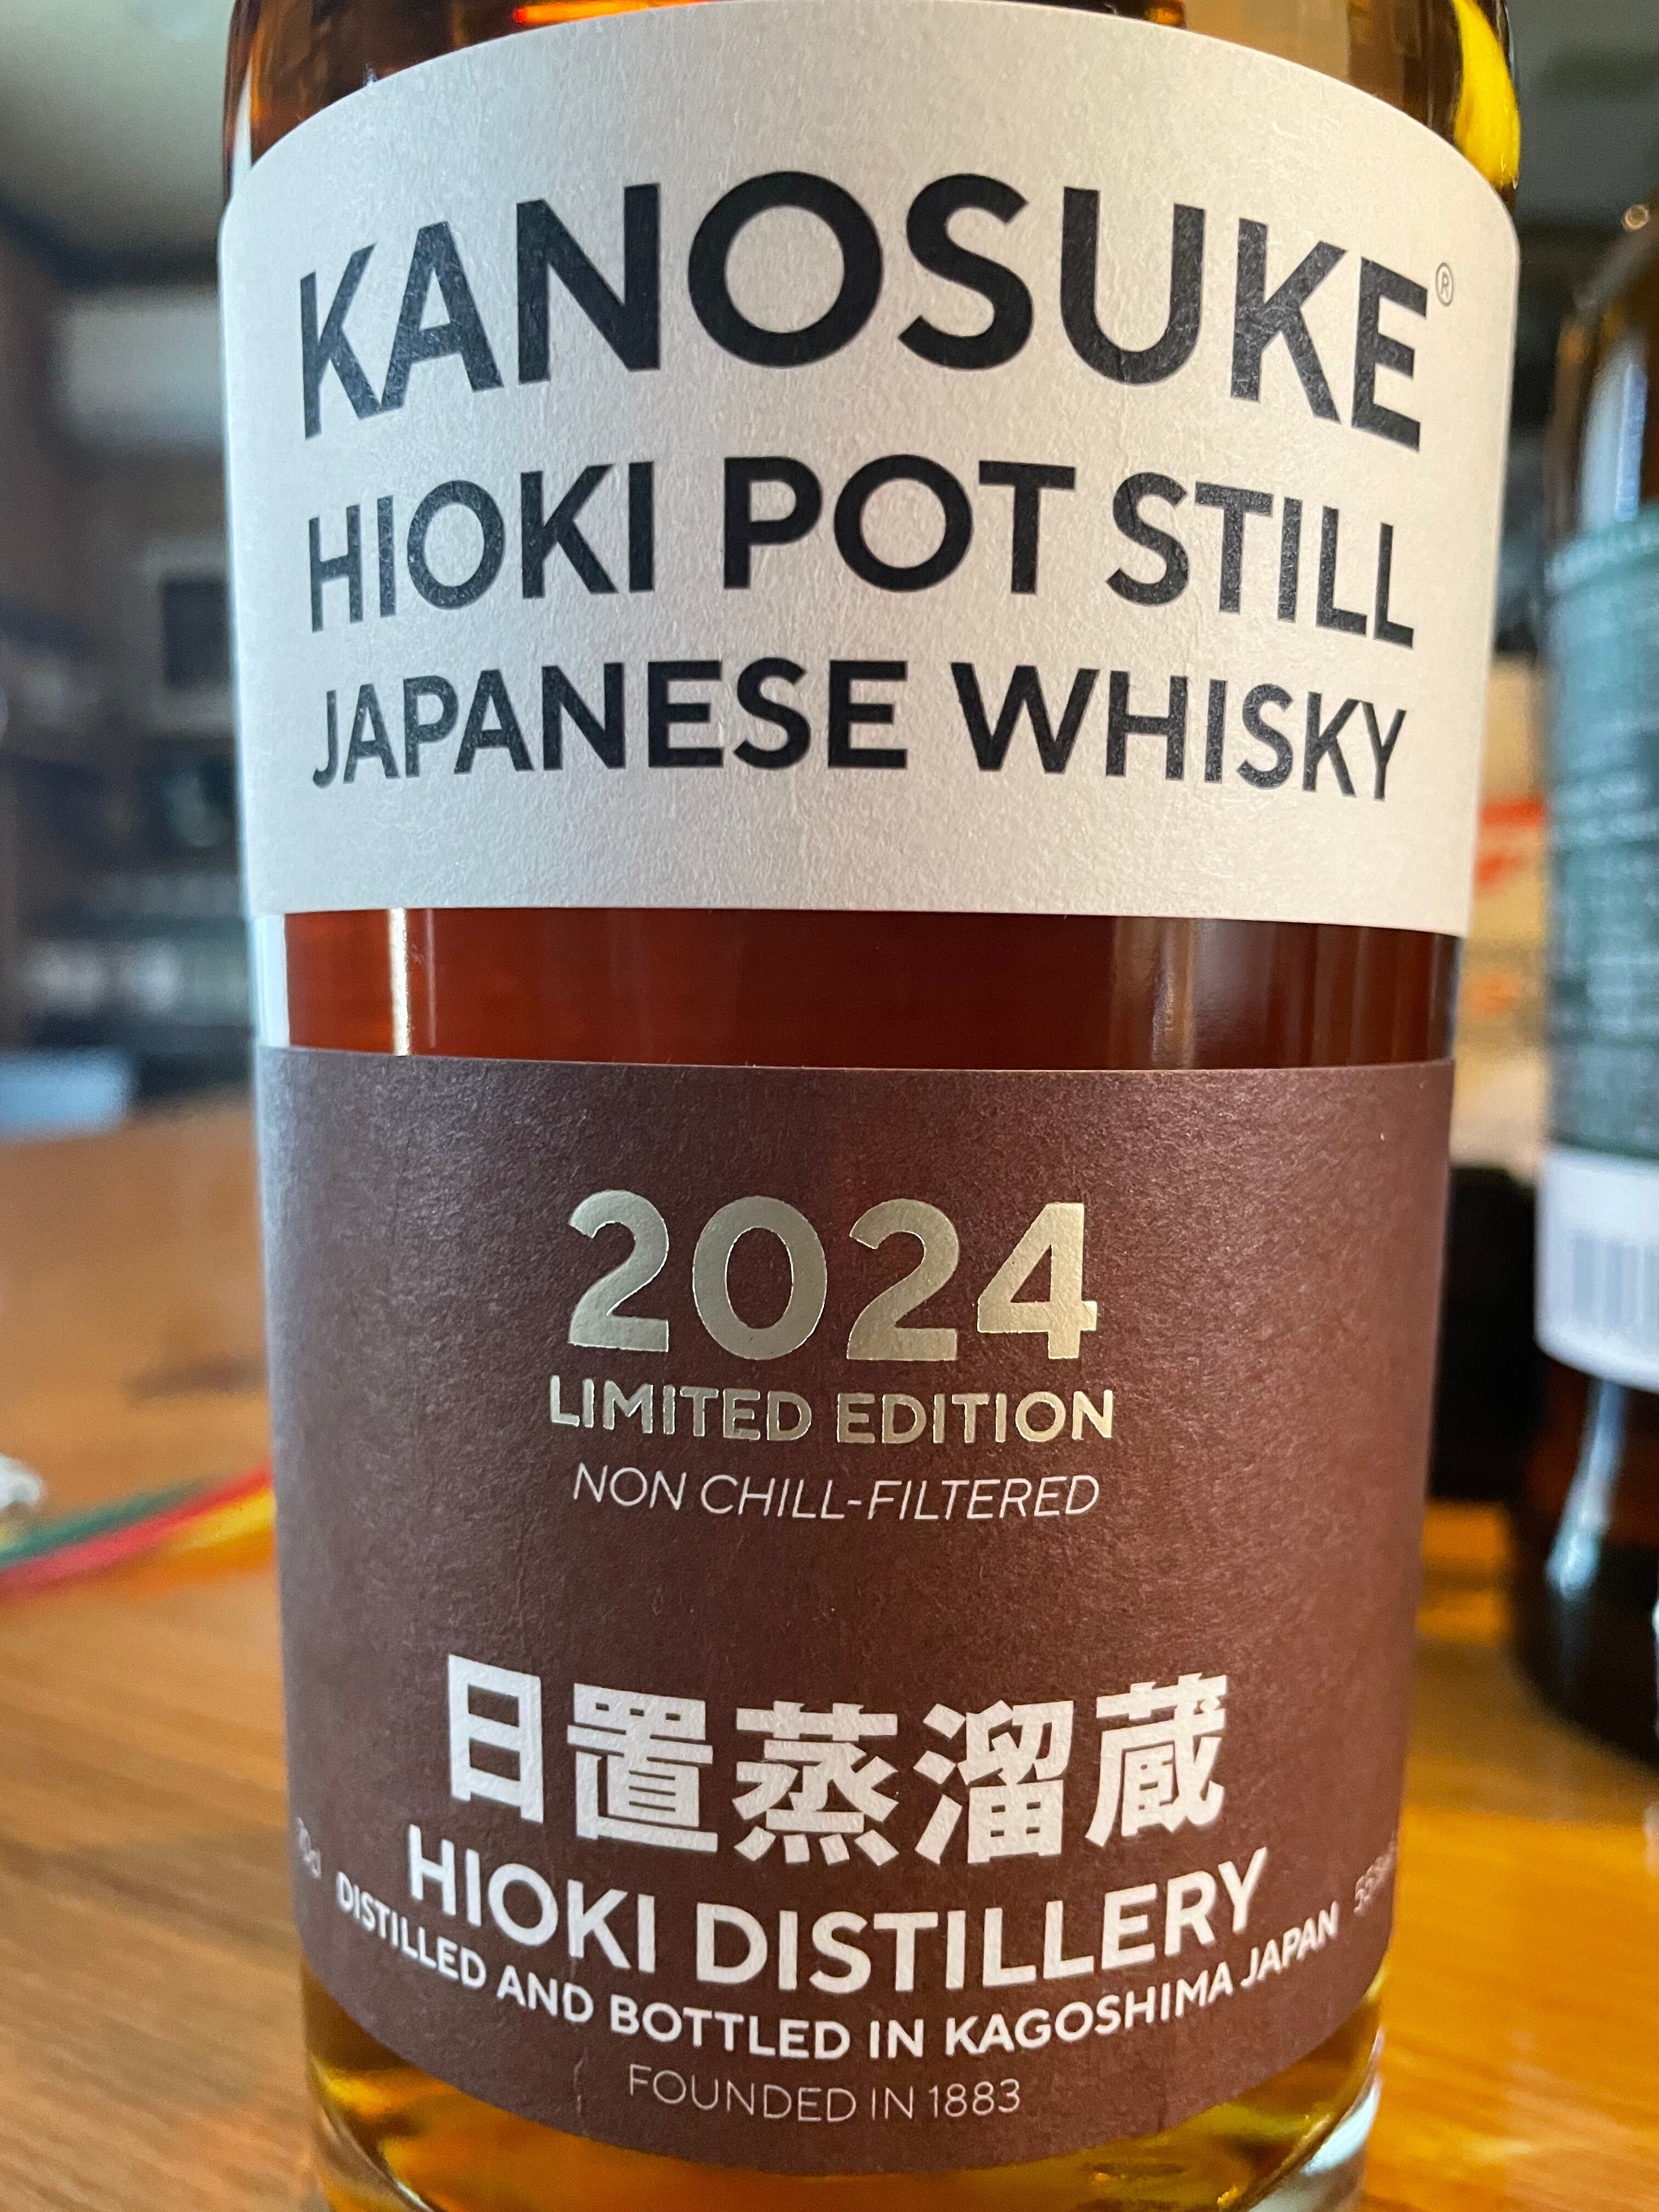 KANOSUKE®
HIOKI POT STILL
JAPANESE WHISKY
2024
LIMITED EDITION
NON CHILL-FILTERED
日置蒸溜蔵
HIOKI DISTILLERY
DISTILLED AND BOTTLED IN KAGOSHIMA JAPAN
FOUNDED IN 1883